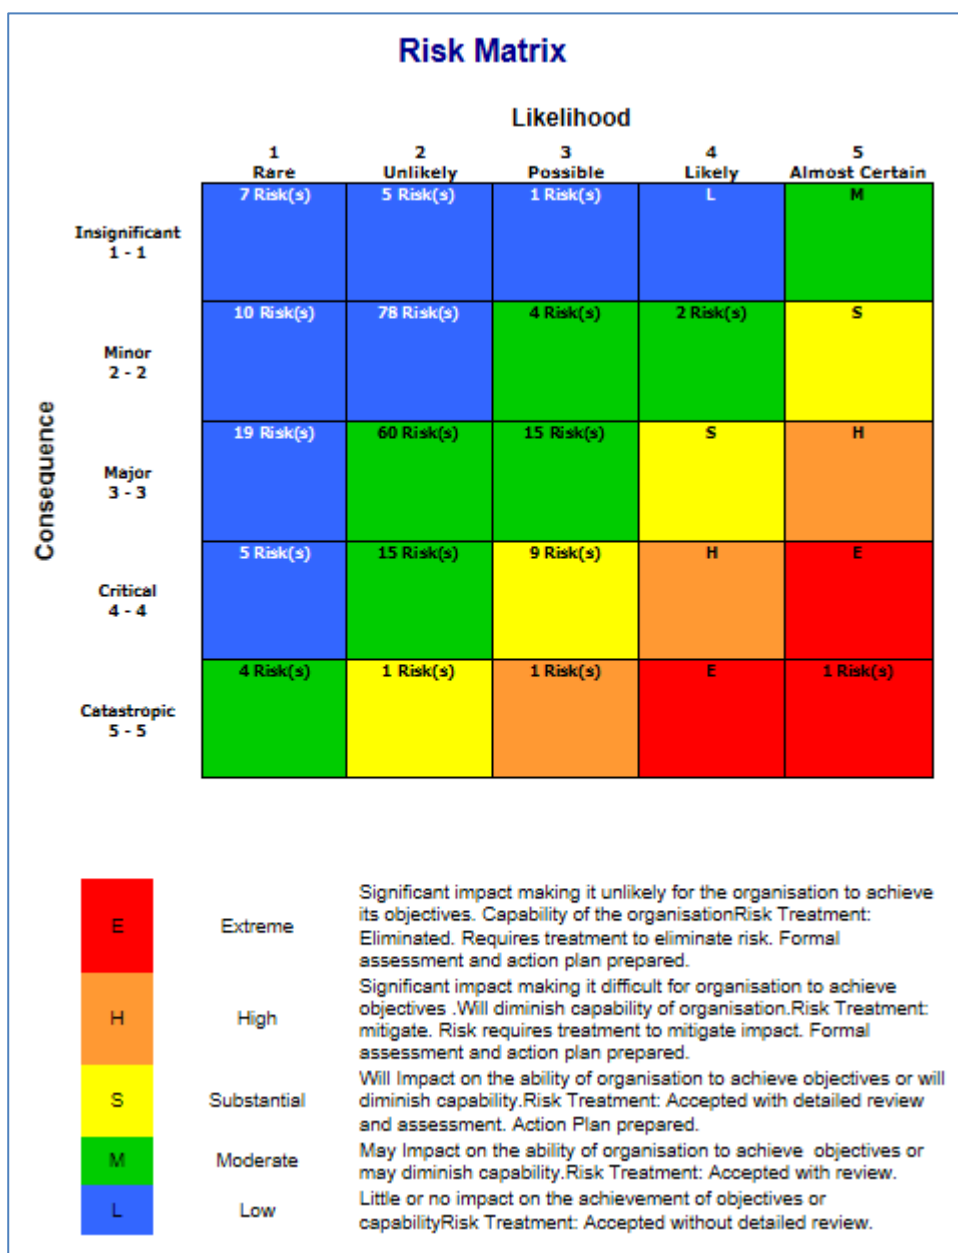 Risk Matrix
Likelihood
1 2 3 4 5
Rare Unlikely Possible Likely Almost Certain
7 Risk(s) 5 Risk(s) 1 Risk(s) L M
Insignificant
1 - 1
10 Risk(s) 78 Risk(s) 4 Risk(s) 2 Risk(s) S
Minor
2 - 2
19 Risk(s) 60 Risk(s) 15 Risk(s) S H
Major
3 - 3
Consequence
5 Risk(s) 15 Risk(s) 9 Risk(s) H E
Critical
4 - 4
4 Risk(s) 1 Risk(s) 1 Risk(s) E 1 Risk(s)
Catastropic
5 - 5
E Extreme
Significant impact making it unlikely for the organisation to achieve
its objectives. Capability of the organisationRisk Treatment:
Eliminated. Requires treatment to eliminate risk. Formal
assessment and action plan prepared.
H High
Significant impact making it difficult for organisation to achieve
objectives .Will diminish capability of organisation.Risk Treatment:
mitigate. Risk requires treatment to mitigate impact. Formal
assessment and action plan prepared.
S Substantial
Will Impact on the ability of organisation to achieve objectives or will
diminish capability.Risk Treatment: Accepted with detailed review
and assessment. Action Plan prepared.
M Moderate
May Impact on the ability of organisation to achieve objectives or
may diminish capability.Risk Treatment: Accepted with review.
L Low
Little or no impact on the achievement of objectives or
capabilityRisk Treatment: Accepted without detailed review.